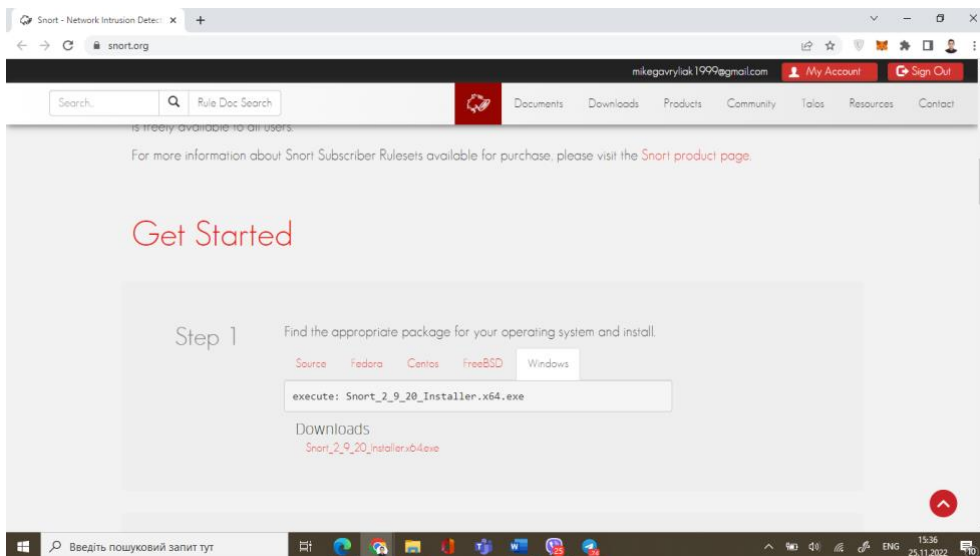 Snort - Network Intrusion Detec
snort.org
mikegavryliak1999@gmail.com My Account Sign Out
Search.. Rule Doc Search Documents Downloads Products Community Talos Resources Contact
is freely available to all users.
For more information about Snort Subscriber Rulesets available for purchase, please visit the Snort product page.
Get Started
Step 1
Find the appropriate package for your operating system and install.
Source Fedora Centos FreeBSD Windows
execute: Snort_2_9_20_Installer.x64.exe
Downloads
Snort_2_9_20_Installer.x64.exe
Введіть пошуковий запит тут
ENG 15:36
25.11.2022